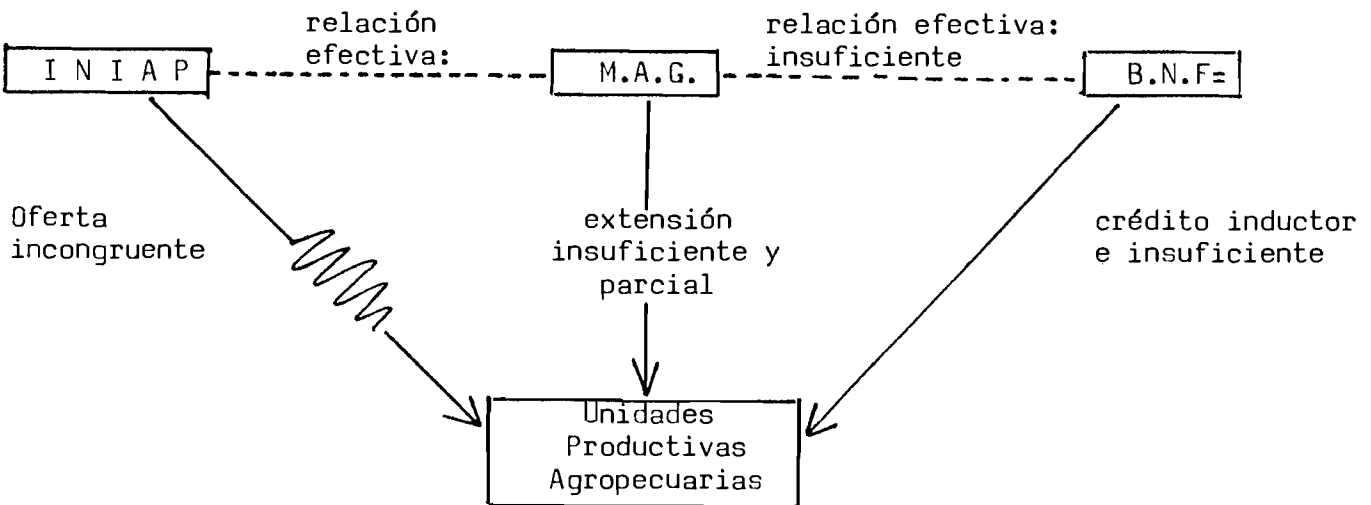 relación
efectiva:
relación efectiva:
insuficiente
I N I A P
M.A.G.
B.N.F=
Oferta
incongruente
extensión
insuficiente y
parcial
crédito inductor
e insuficiente
Unidades
Productivas
Agropecuarias